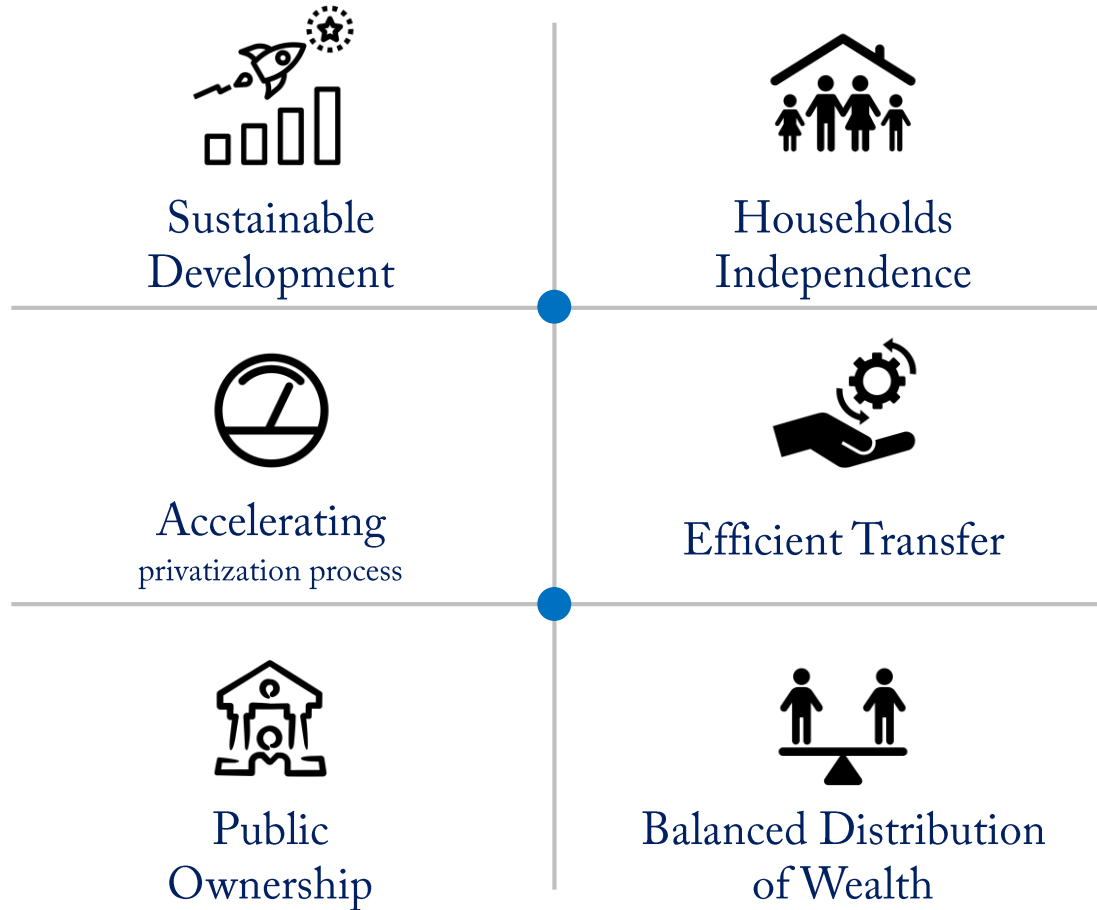 Sustainable
Development
Households
Independence
Accelerating
privatization process
Efficient Transfer
Public
Ownership
Balanced Distribution
of Wealth